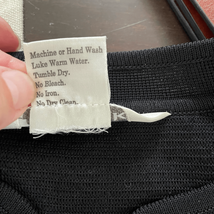 Machine or Hand Wash
Luke Warm Water.
Tumble Dry.
No Bleach.
No Iron.
No Dry Clean.